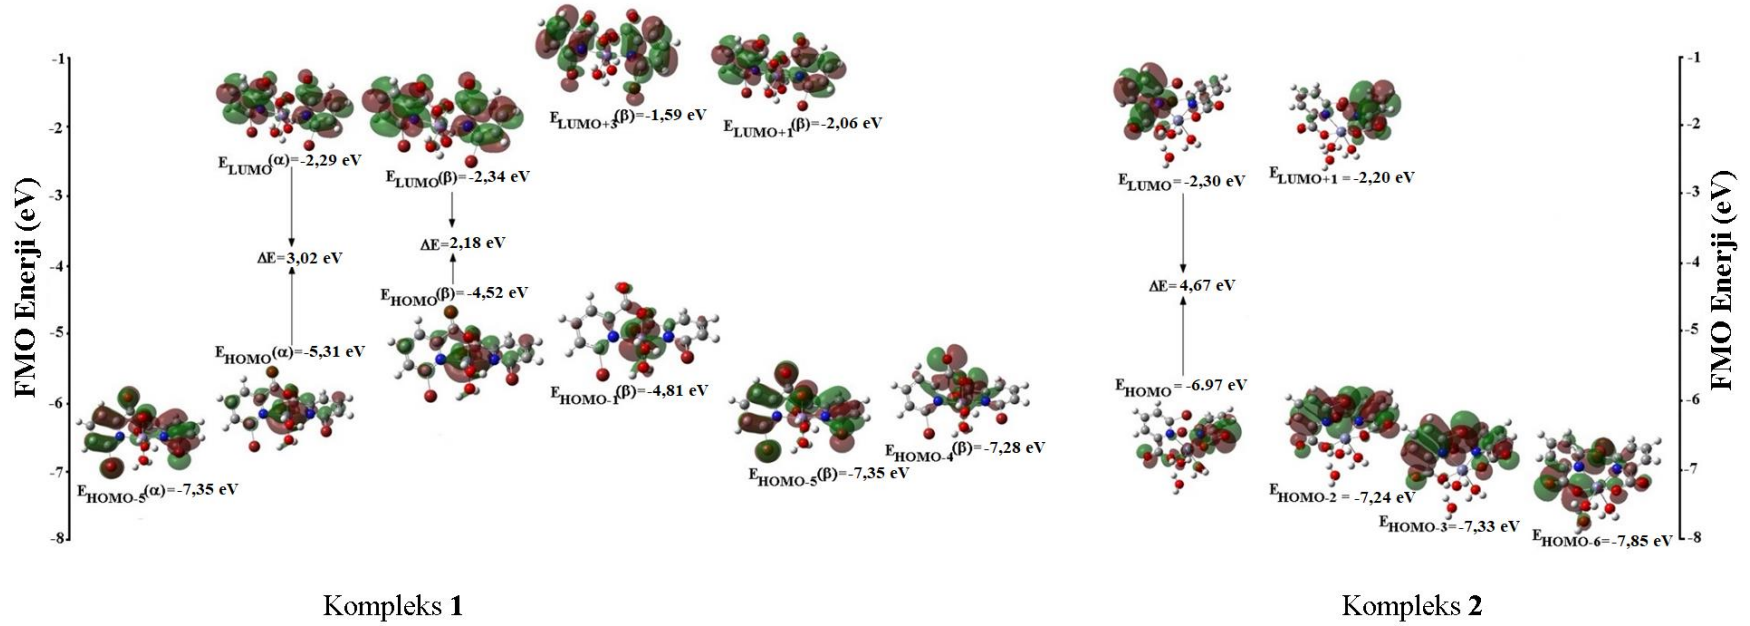 FMO Enerji (eV)
-1
-2
-3
-4
-5
-6
-7
-8
E_LUMO+3(β)=-1,59 eV
E_LUMO+1(β)=-2,06 eV
E_LUMO(α)=-2,29 eV
E_LUMO(β)=-2,34 eV
ΔE=2,18 eV
ΔE=3,02 eV
E_HOMO(β)=-4,52 eV
E_HOMO(α)=-5,31 eV
E_HOMO-1(β)=-4,81 eV
E_HOMO-4(β)=-7,28 eV
E_HOMO-5(β)=-7,35 eV
E_HOMO-5(α)=-7,35 eV
Kompleks 1
E_LUMO=-2,30 eV
E_LUMO+1 =-2,20 eV
ΔE=4,67 eV
E_HOMO =-6.97 eV
E_HOMO-2 = -7,24 eV
E_HOMO-3=-7,33 eV
E_HOMO-6=-7,85 eV
-1
-2
-3
-4
-5
-6
-7
-8
FMO Enerji (eV)
Kompleks 2